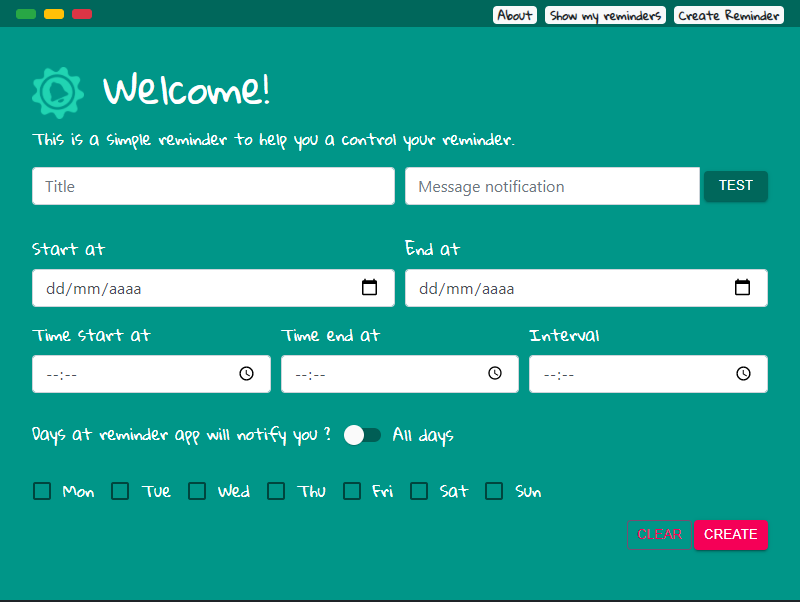 About Show my reminders Create Reminder
Welcome!
This is a simple reminder to help you a control your reminder.
Title Message notification TEST
Start at End at
dd/mm/aaaa dd/mm/aaaa
Time start at Time end at Interval
--:-- --:-- --:--
Days at reminder app will notify you ? All days
Mon Tue Wed Thu Fri Sat Sun
CLEAR CREATE